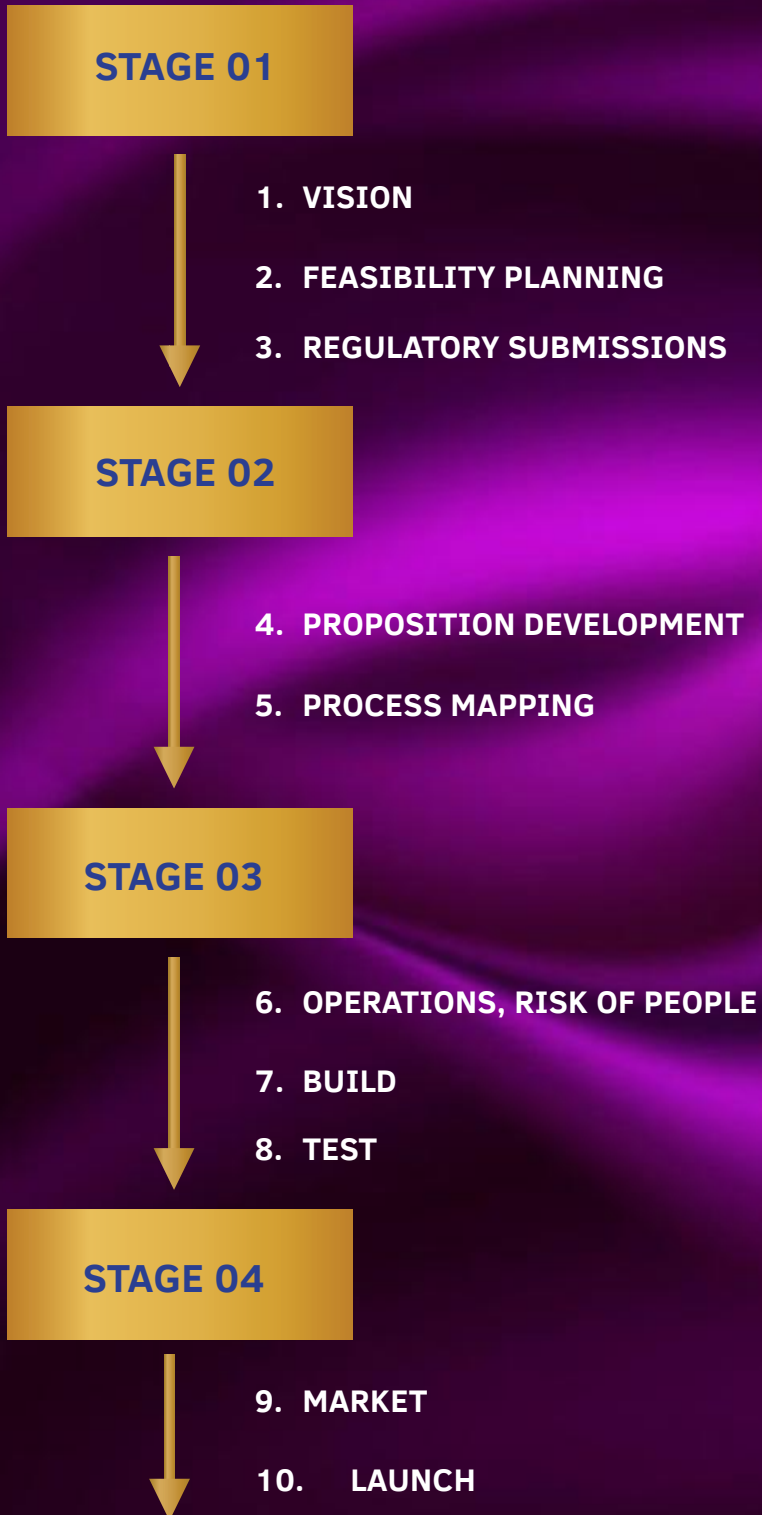 STAGE 01
1. VISION
2. FEASIBILITY PLANNING
3. REGULATORY SUBMISSIONS
STAGE 02
4. PROPOSITION DEVELOPMENT
5. PROCESS MAPPING
STAGE 03
6. OPERATIONS, RISK OF PEOPLE
7. BUILD
8. TEST
STAGE 04
9. MARKET
10. LAUNCH